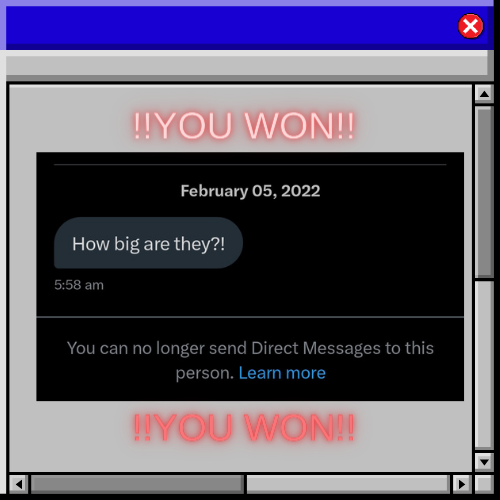 !!YOU WON!!
February 05, 2022
How big are they?!
5:58 am
You can no longer send Direct Messages to this
person. Learn more
!!YOU WON!!